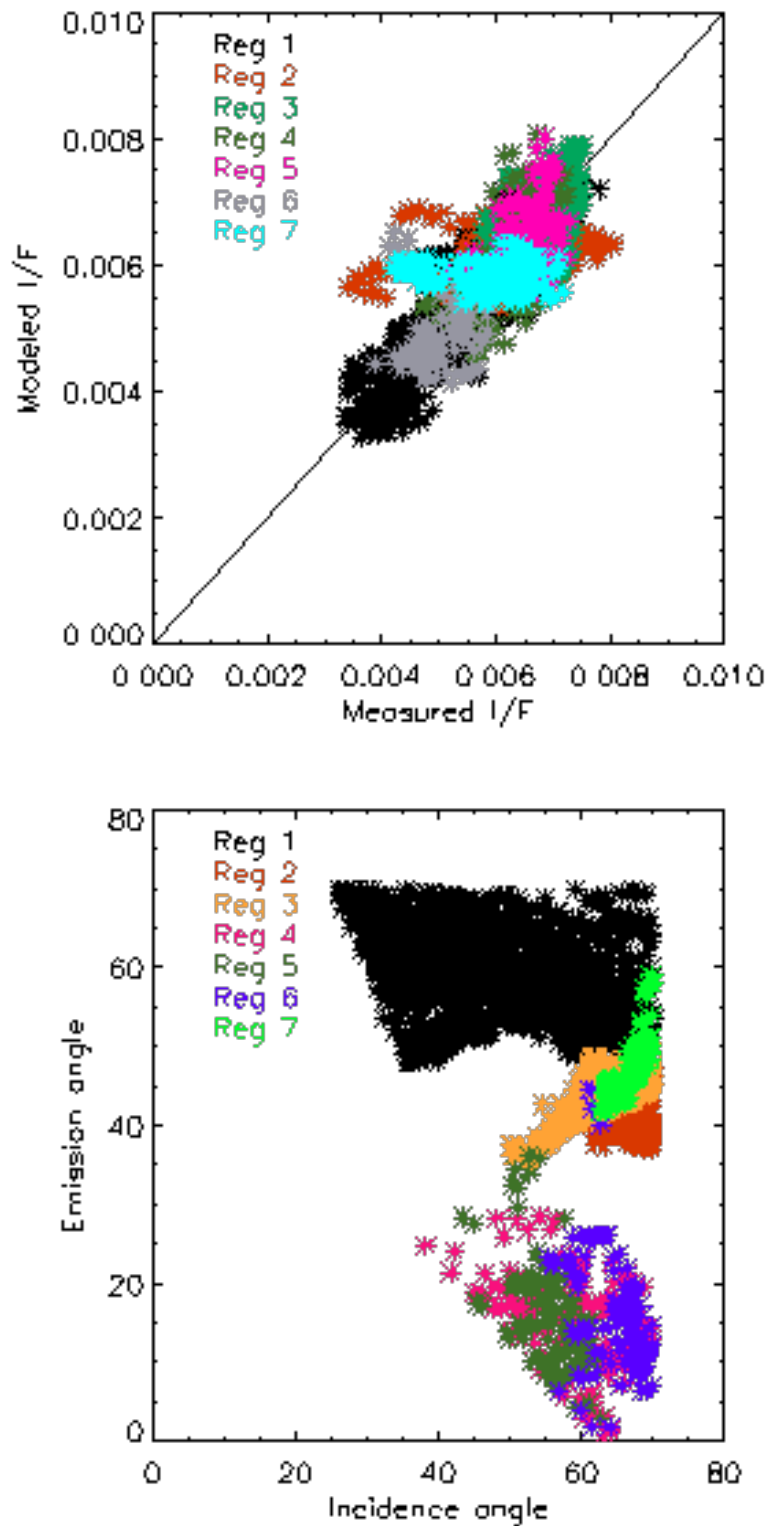 0.010
0.008
0.006
0.004
0.002
0 000
Modeled I/F
Reg 1
Reg 2
Reg 3
Reg 4
Reg 5
Reg 6
Reg 7
0 000 0.002 0.004 0 006 0 008 0.010
Measured I/F
80
60
40
20
0
Emission angle
Reg 1
Reg 2
Reg 3
Reg 4
Reg 5
Reg 6
Reg 7
0 20 40 60 80
Incidence angle